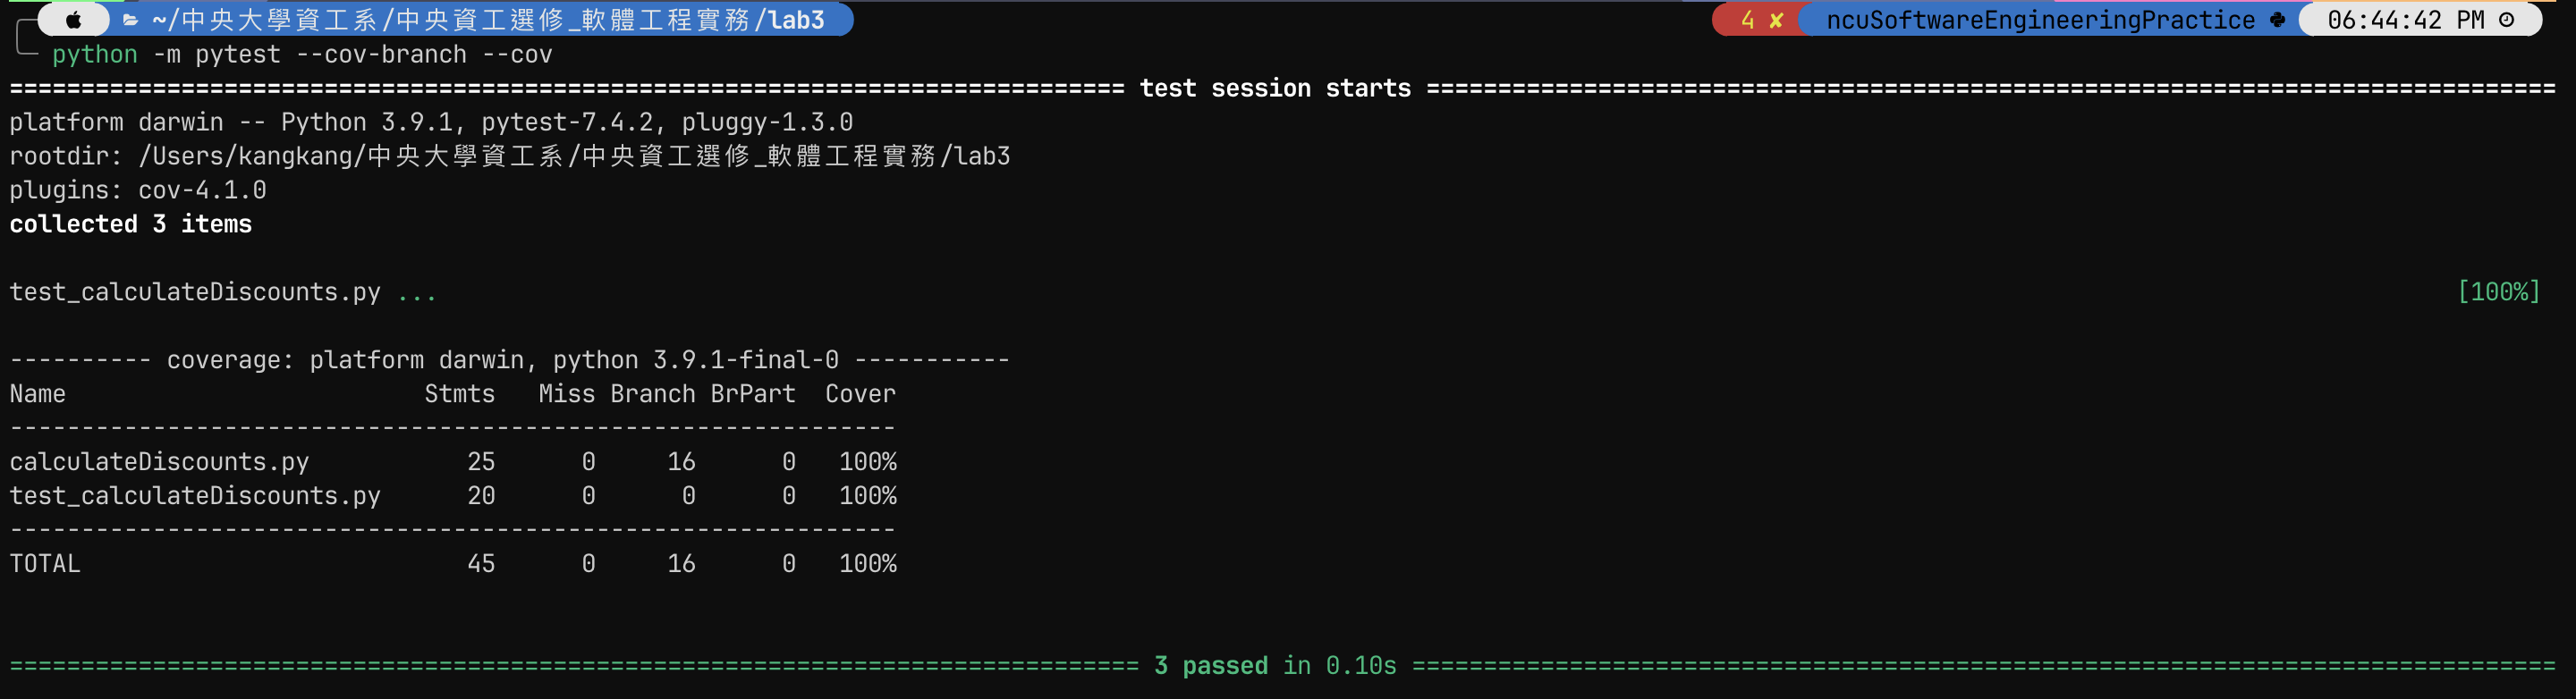 ~/中央大學資工系/中央資工選修_軟體工程實務/lab3 4 ✘ ncuSoftwareEngineeringPractice 06:44:42 PM
python -m pytest --cov-branch --cov
============================== test session starts ==============================
platform darwin -- Python 3.9.1, pytest-7.4.2, pluggy-1.3.0
rootdir: /Users/kangkang/中央大學資工系/中央資工選修_軟體工程實務/lab3
plugins: cov-4.1.0
collected 3 items
test_calculateDiscounts.py ... [100%]
---------- coverage: platform darwin, python 3.9.1-final-0 -----------
Name Stmts Miss Branch BrPart Cover
--------------------------------------------------------------
calculateDiscounts.py 25 0 16 0 100%
test_calculateDiscounts.py 20 0 0 0 100%
--------------------------------------------------------------
TOTAL 45 0 16 0 100%
============================== 3 passed in 0.10s ==============================